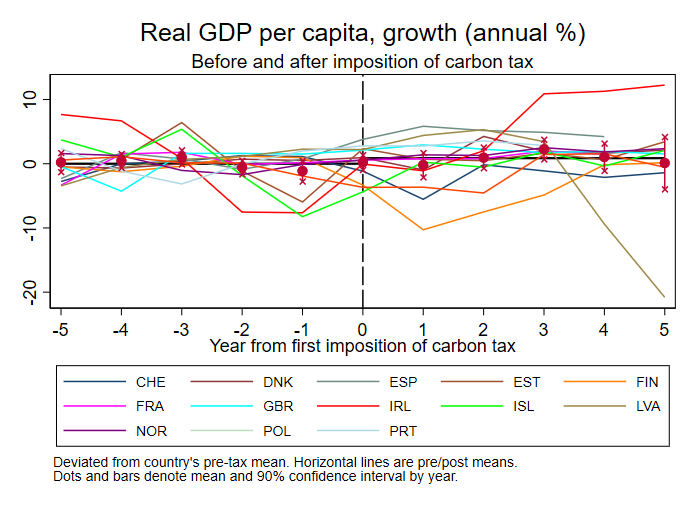 Real GDP per capita, growth (annual %)
Before and after imposition of carbon tax
10
0
-10
-20
-5 -4 -3 -2 -1 0 1 2 3 4 5
Year from first imposition of carbon tax
CHE DNK ESP EST FIN
FRA GBR IRL ISL LVA
NOR POL PRT
Deviated from country's pre-tax mean. Horizontal lines are pre/post means.
Dots and bars denote mean and 90% confidence interval by year.